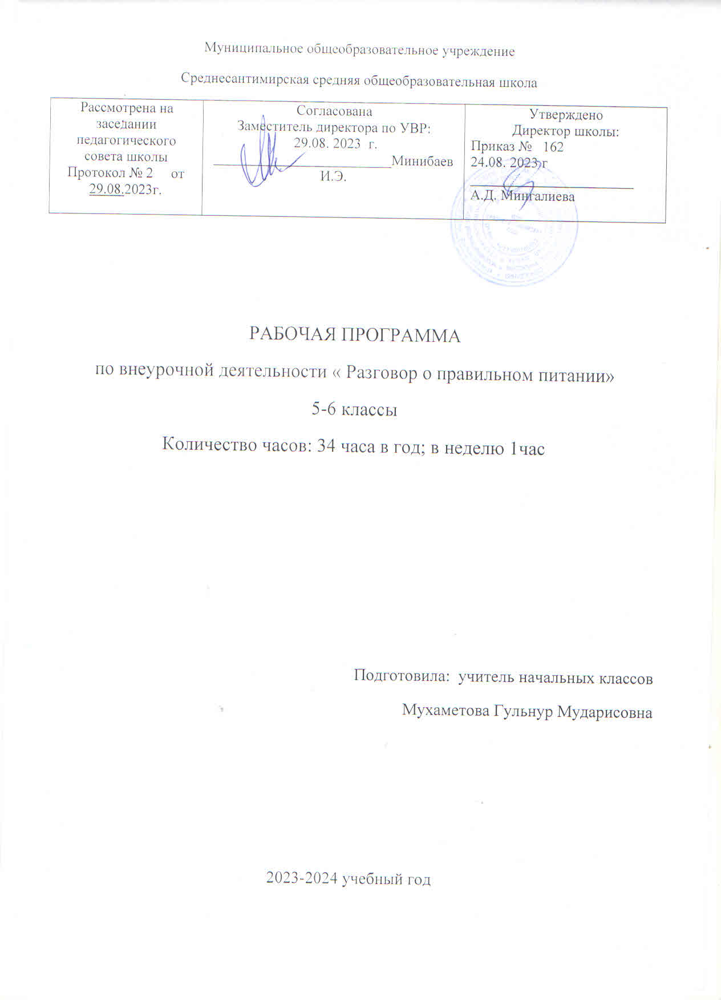 Муниципальное общеобразовательное учреждение
Среднесантимирская средняя общеобразовательная школа
Рассмотрена на
заседании
педагогического
совета школы
Протокол № 2 от
29.08.2023г.
Согласована
Заместитель директора по УВР:
29.08. 2023 г.
Минибаев
И.Э.
Утверждено
Директор школы:
Приказ № 162
24.08. 2023 г
А.Д. Мингалиева
РАБОЧАЯ ПРОГРАММА
по внеурочной деятельности « Разговор о правильном питании»
5-6 классы
Количество часов: 34 часа в год; в неделю 1час
Подготовила: учитель начальных классов
Мухаметова Гульнур Мударисовна
2023-2024 учебный год